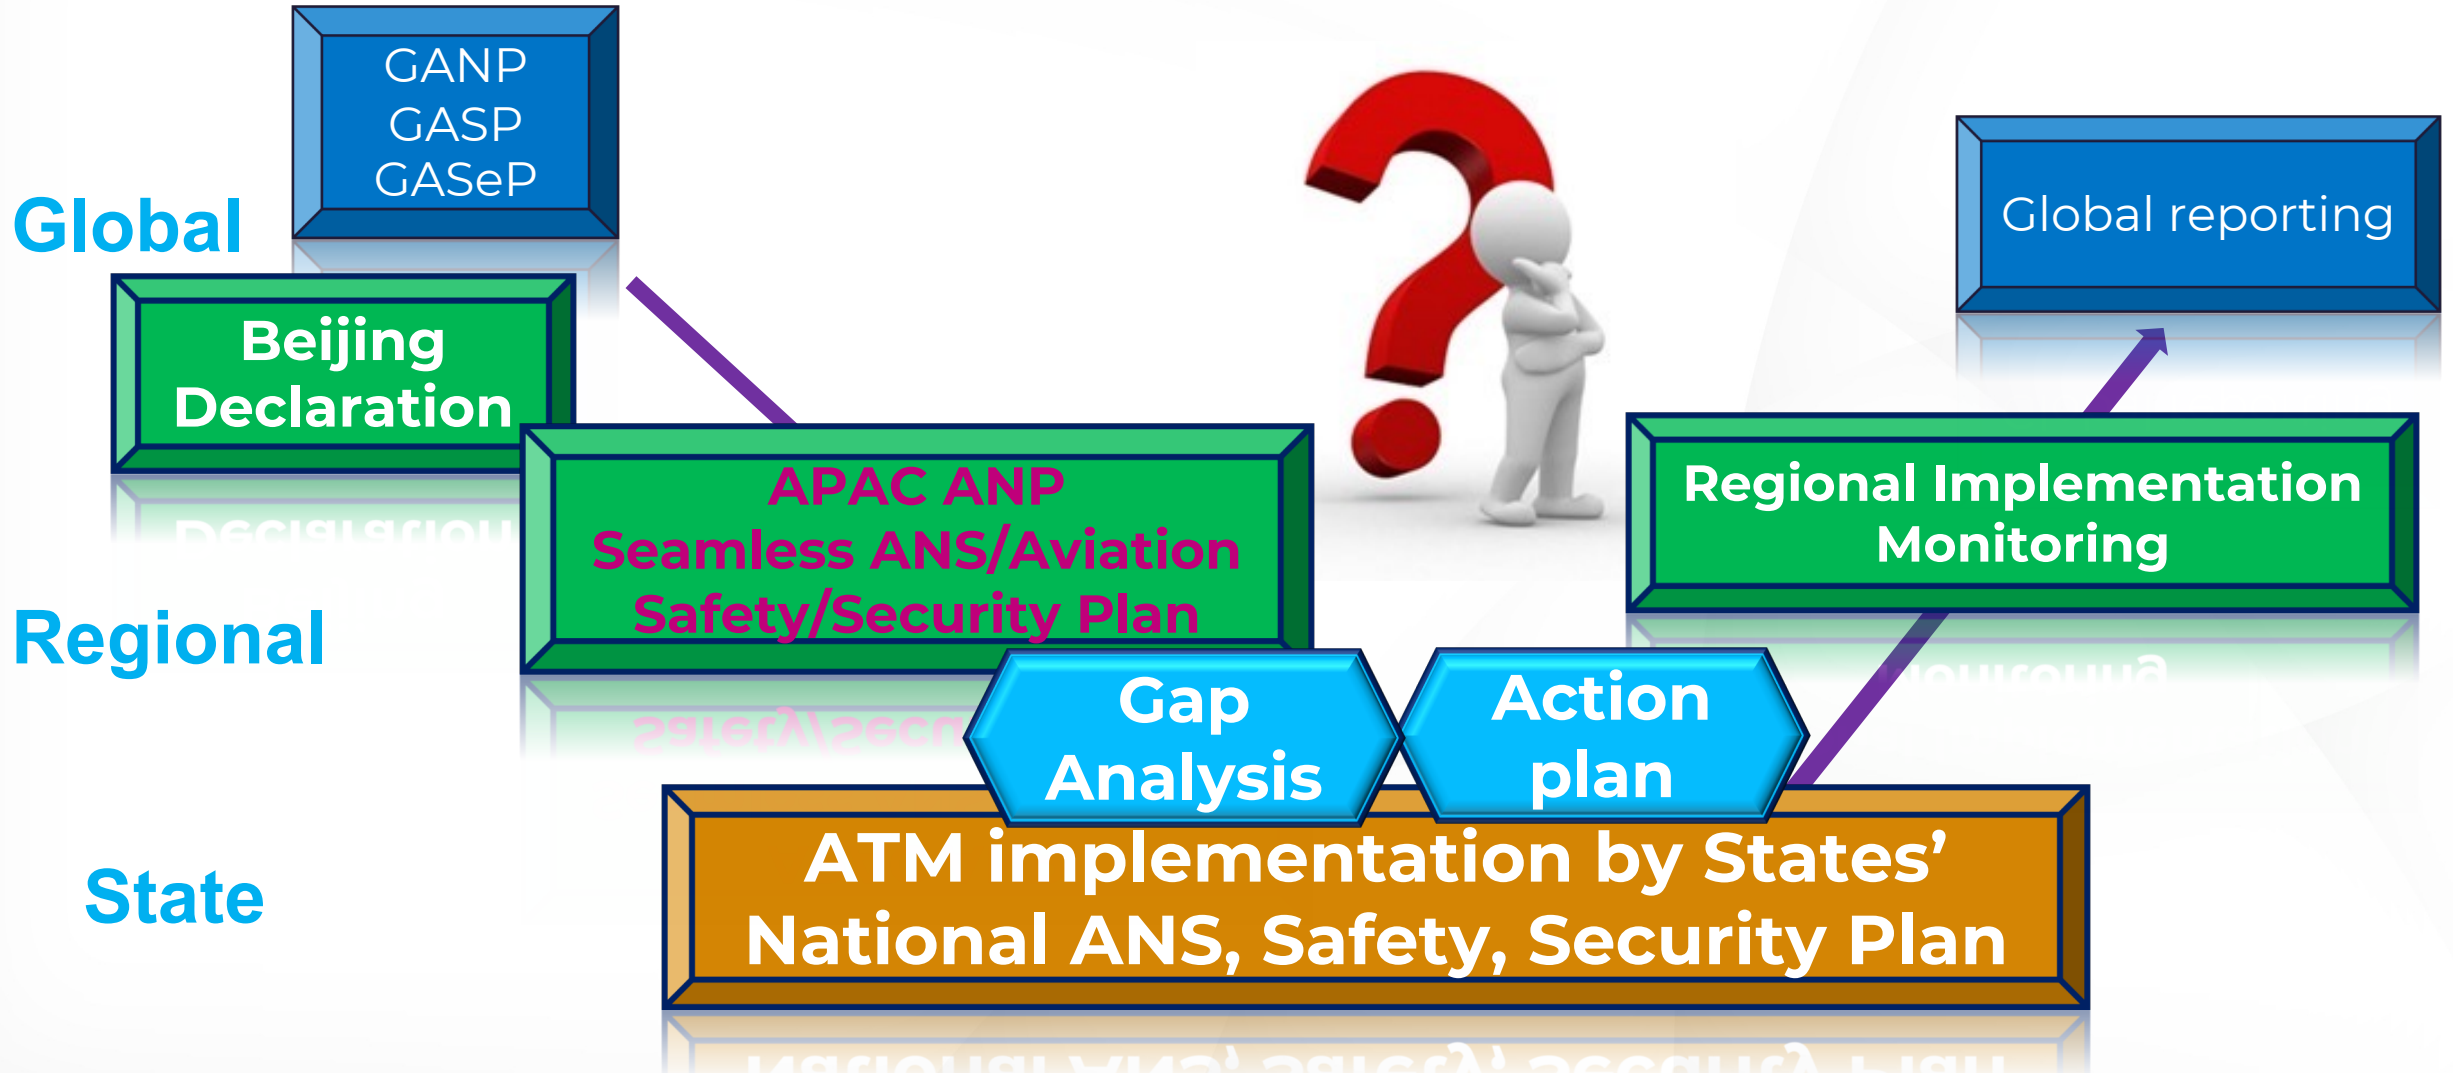 GANP
GASP
GASeP
Global
Global reporting
Beijing
Declaration
APAC ANP
Seamless ANS/Aviation
Safety/Security Plan
Regional Implementation
Monitoring
Regional
Gap
Analysis
Action
plan
State
ATM implementation by States’
National ANS, Safety, Security Plan